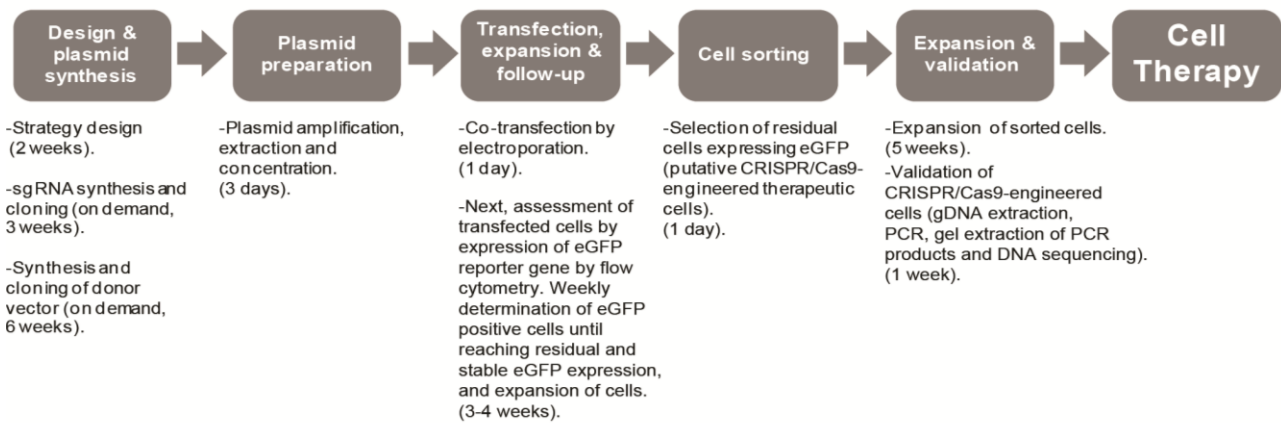 Design &
plasmid
synthesis
Plasmid
preparation
Transfection,
expansion &
follow-up
Cell sorting
Expansion &
validation
Cell
Therapy
-Strategy design
(2 weeks).
-sgRNA synthesis and
cloning (on demand,
3 weeks).
-Synthesis and
cloning of donor
vector (on demand,
6 weeks).
-Plasmid amplification,
extraction and
concentration.
(3 days).
-Co-transfection by
electroporation.
(1 day).
-Next, assessment of
transfected cells by
expression of eGFP
reporter gene by flow
cytometry. Weekly
determination of eGFP
positive cells until
reaching residual and
stable eGFP expression,
and expansion of cells.
(3-4 weeks).
-Selection of residual
cells expressing eGFP
(putative CRISPR/Cas9-
engineered therapeutic
cells).
(1 day).
-Expansion of sorted cells.
(5 weeks).
-Validation of
CRISPR/Cas9-engineered
cells (gDNA extraction,
PCR, gel extraction of PCR
products and DNA sequencing).
(1 week).